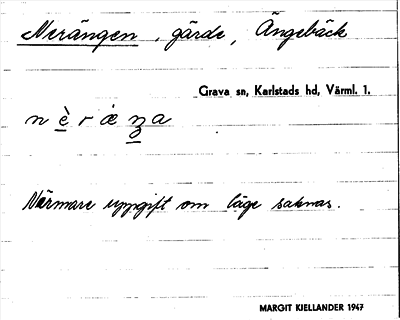 Nerängen, gärde, Ängebäck
Grava sn, Karlstads hd, Värml. 1.
Närmare uppgift om läge saknas.
MARGIT KJELLANDER 1947